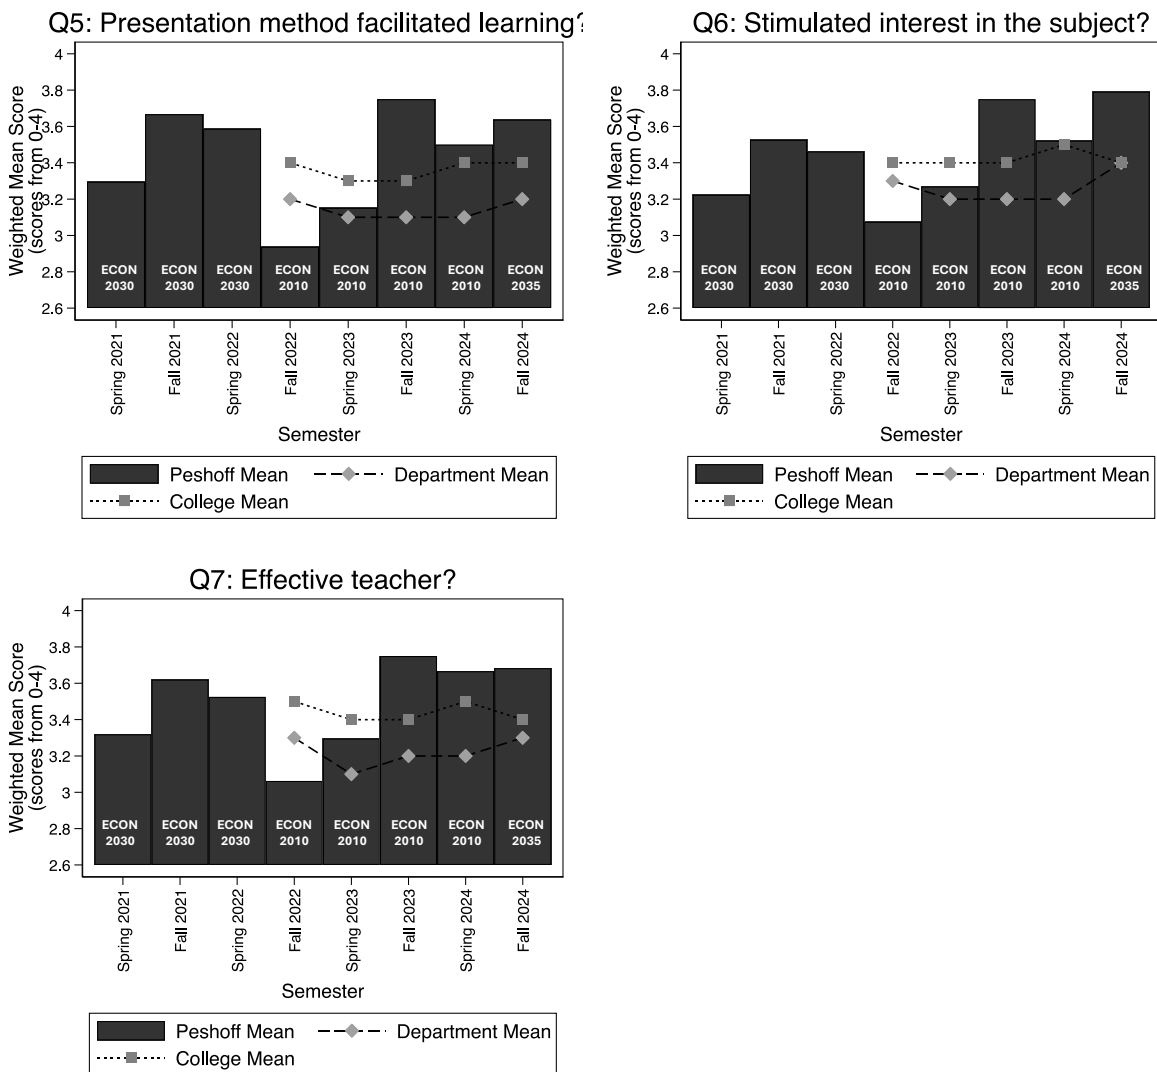 Q5: Presentation method facilitated learning?
Weighted Mean Score
(scores from 0-4)
4
3.8
3.6
3.4
3.2
3
2.8
2.6
ECON
2030
ECON
2030
ECON
2030
ECON
2010
ECON
2010
ECON
2010
ECON
2010
ECON
2035
Spring 2021
Fall 2021
Spring 2022
Fall 2022
Spring 2023
Fall 2023
Spring 2024
Fall 2024
Semester
Peshoff Mean
Department Mean
College Mean
Q6: Stimulated interest in the subject?
Weighted Mean Score
(scores from 0-4)
4
3.8
3.6
3.4
3.2
3
2.8
2.6
ECON
2030
ECON
2030
ECON
2030
ECON
2010
ECON
2010
ECON
2010
ECON
2010
ECON
2035
Spring 2021
Fall 2021
Spring 2022
Fall 2022
Spring 2023
Fall 2023
Spring 2024
Fall 2024
Semester
Peshoff Mean
Department Mean
College Mean
Q7: Effective teacher?
Weighted Mean Score
(scores from 0-4)
4
3.8
3.6
3.4
3.2
3
2.8
2.6
ECON
2030
ECON
2030
ECON
2030
ECON
2010
ECON
2010
ECON
2010
ECON
2010
ECON
2035
Spring 2021
Fall 2021
Spring 2022
Fall 2022
Spring 2023
Fall 2023
Spring 2024
Fall 2024
Semester
Peshoff Mean
Department Mean
College Mean